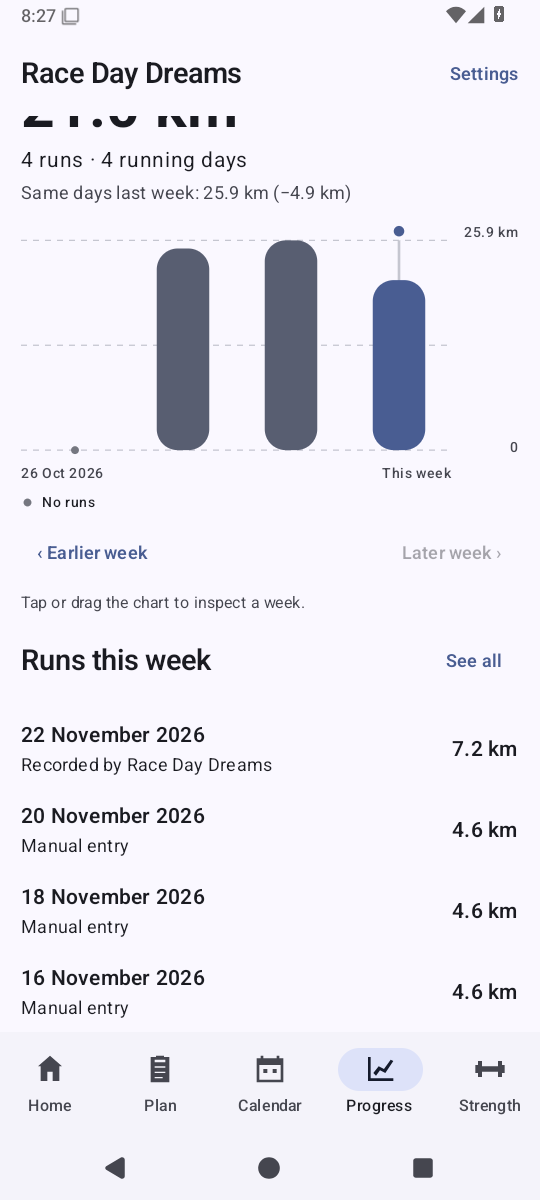 8:27
Race Day Dreams
Settings
4 runs · 4 running days
Same days last week: 25.9 km (−4.9 km)
25.9 km
0
26 Oct 2026
This week
No runs
‹ Earlier week
Later week ›
Tap or drag the chart to inspect a week.
Runs this week
See all
22 November 2026
7.2 km
Recorded by Race Day Dreams
20 November 2026
4.6 km
Manual entry
18 November 2026
4.6 km
Manual entry
16 November 2026
4.6 km
Manual entry
Home
Plan
Calendar
Progress
Strength